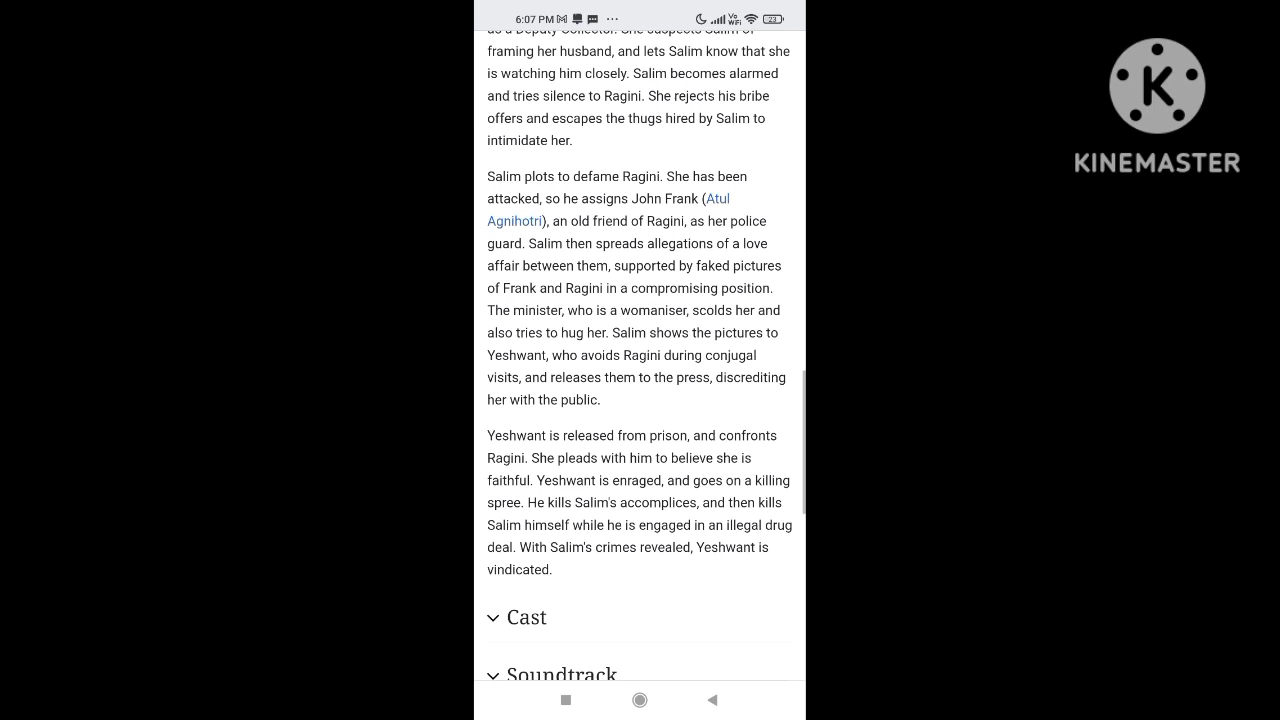 6:07 PM
Vo
WiFi
23
as a Deputy Collector. She suspects Salim of
framing her husband, and lets Salim know that she
is watching him closely. Salim becomes alarmed
and tries silence to Ragini. She rejects his bribe
offers and escapes the thugs hired by Salim to
intimidate her.
Salim plots to defame Ragini. She has been
attacked, so he assigns John Frank (Atul
Agnihotri), an old friend of Ragini, as her police
guard. Salim then spreads allegations of a love
affair between them, supported by faked pictures
of Frank and Ragini in a compromising position.
The minister, who is a womaniser, scolds her and
also tries to hug her. Salim shows the pictures to
Yeshwant, who avoids Ragini during conjugal
visits, and releases them to the press, discrediting
her with the public.
Yeshwant is released from prison, and confronts
Ragini. She pleads with him to believe she is
faithful. Yeshwant is enraged, and goes on a killing
spree. He kills Salim's accomplices, and then kills
Salim himself while he is engaged in an illegal drug
deal. With Salim's crimes revealed, Yeshwant is
vindicated.
Cast
Soundtrack
K
KINEMASTER